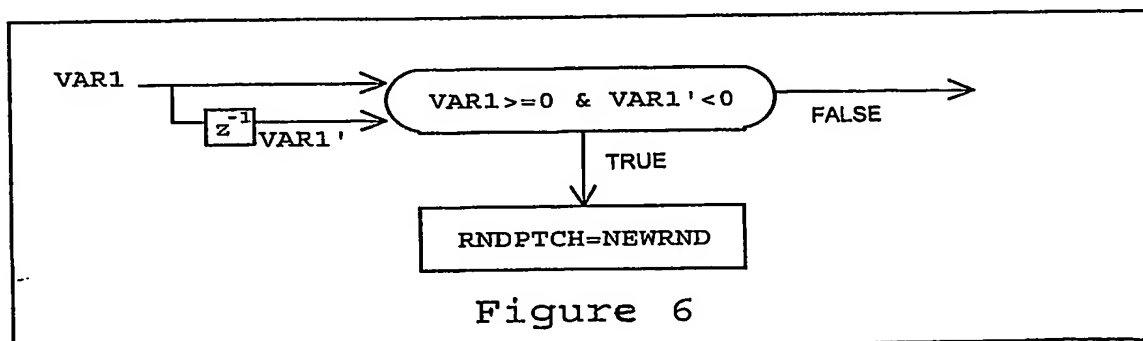 VAR1
VAR1>=0 & VAR1'<0
z-1
VAR1'
FALSE
TRUE
RNDPTCH=NEWRND
Figure 6